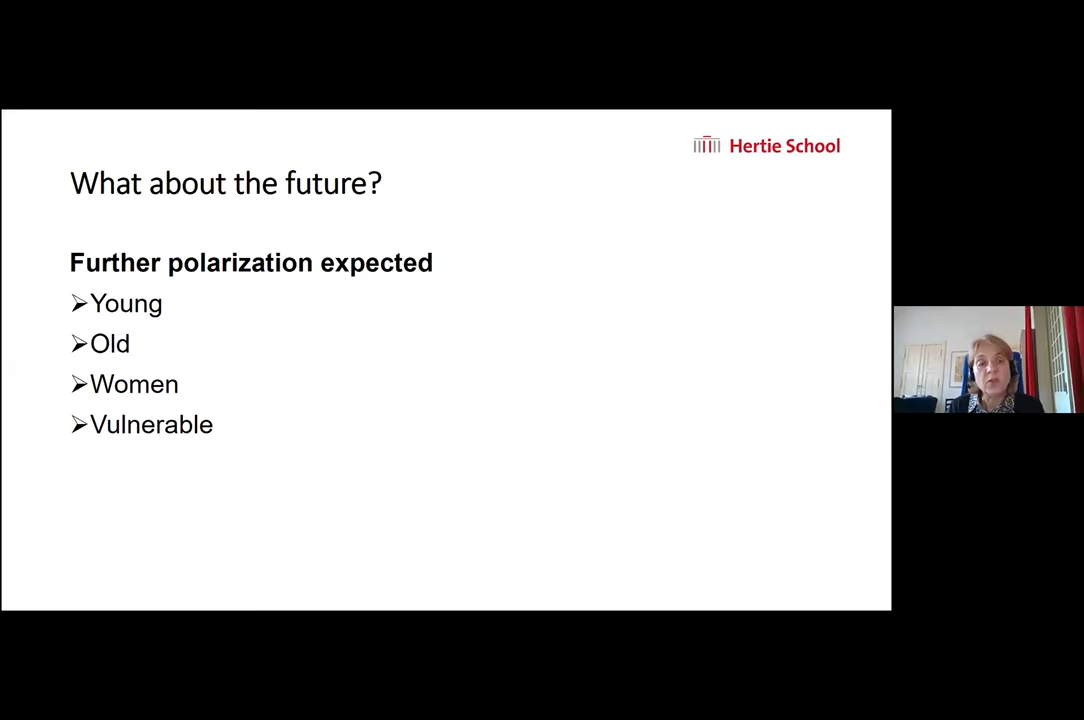 Hertie School
What about the future?
Further polarization expected
➢Young
➢Old
➢Women
➢Vulnerable